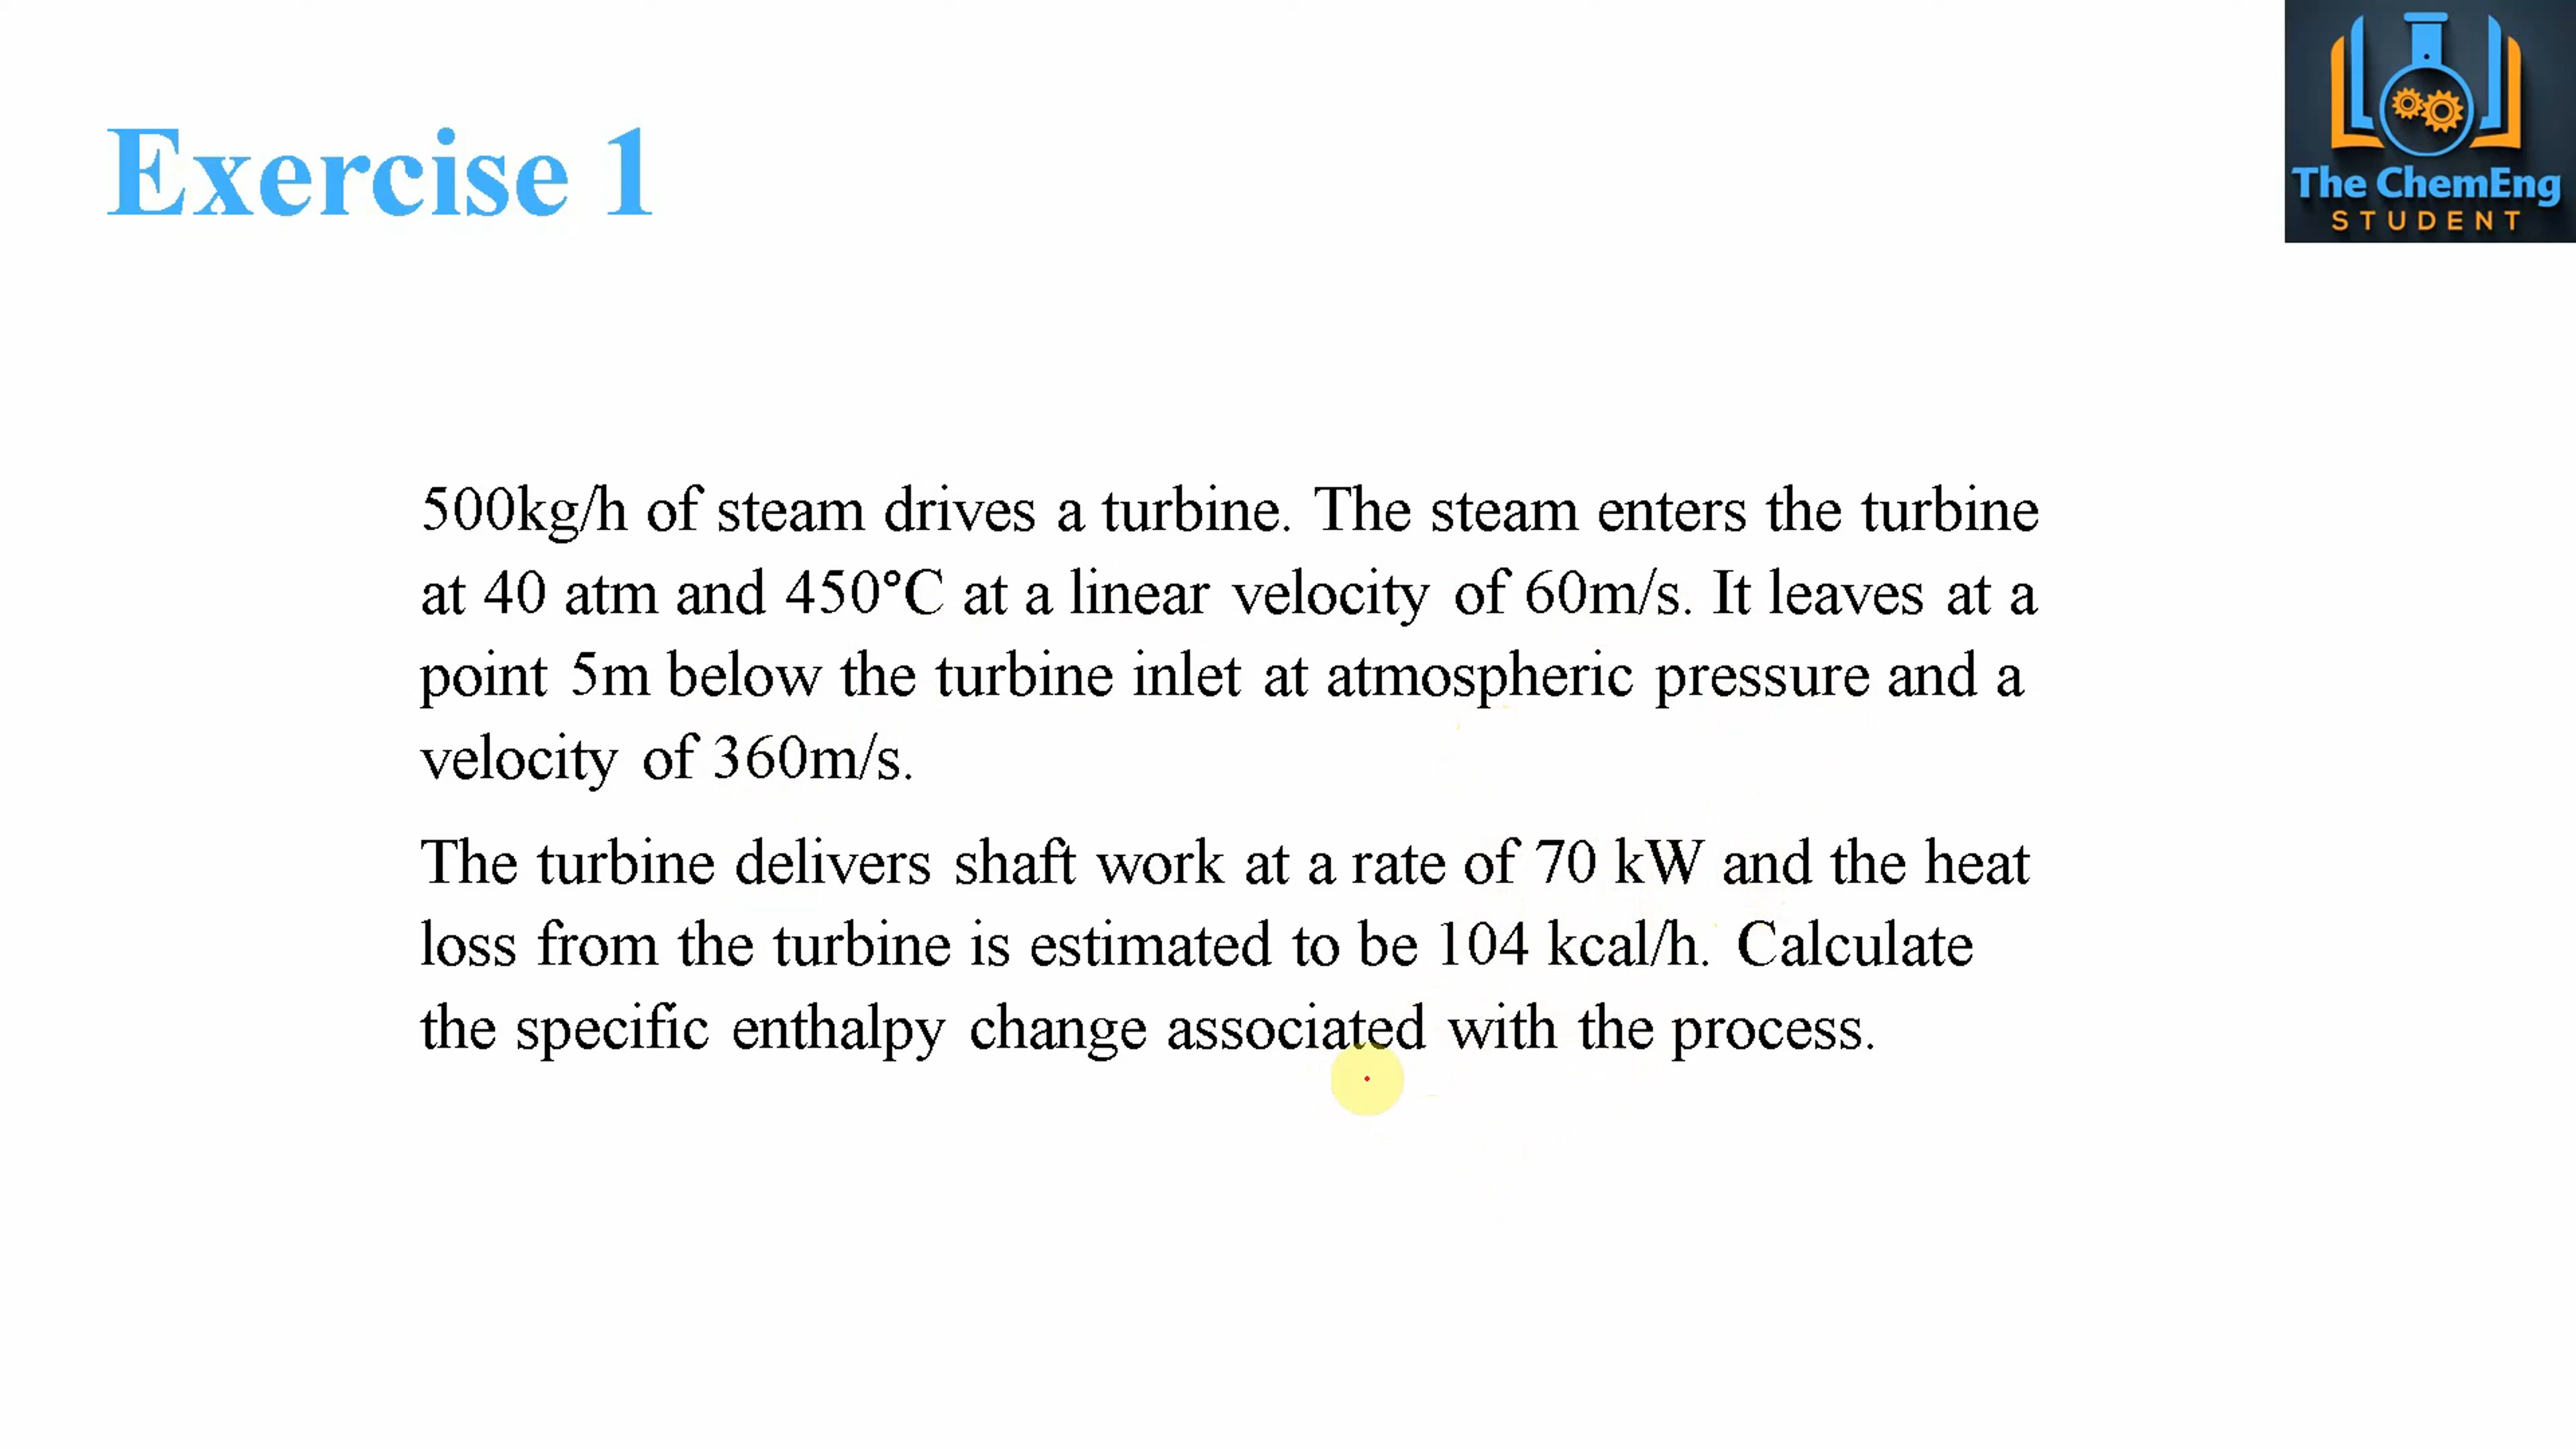 The ChemEng
STUDENT
Exercise 1
500kg/h of steam drives a turbine. The steam enters the turbine
at 40 atm and 450°C at a linear velocity of 60m/s. It leaves at a
point 5m below the turbine inlet at atmospheric pressure and a
velocity of 360m/s.
The turbine delivers shaft work at a rate of 70 kW and the heat
loss from the turbine is estimated to be 104 kcal/h. Calculate
the specific enthalpy change associated with the process.